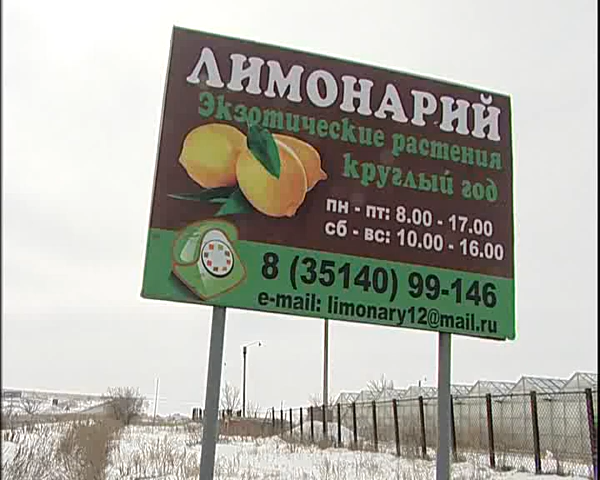 ЛИМОНАРИЙ
Экзотические растения
круглый год
пн - пт: 8.00 - 17.00
сб - вс: 10.00 - 16.00
8 (35140) 99-146
e-mail: limonary12@mail.ru